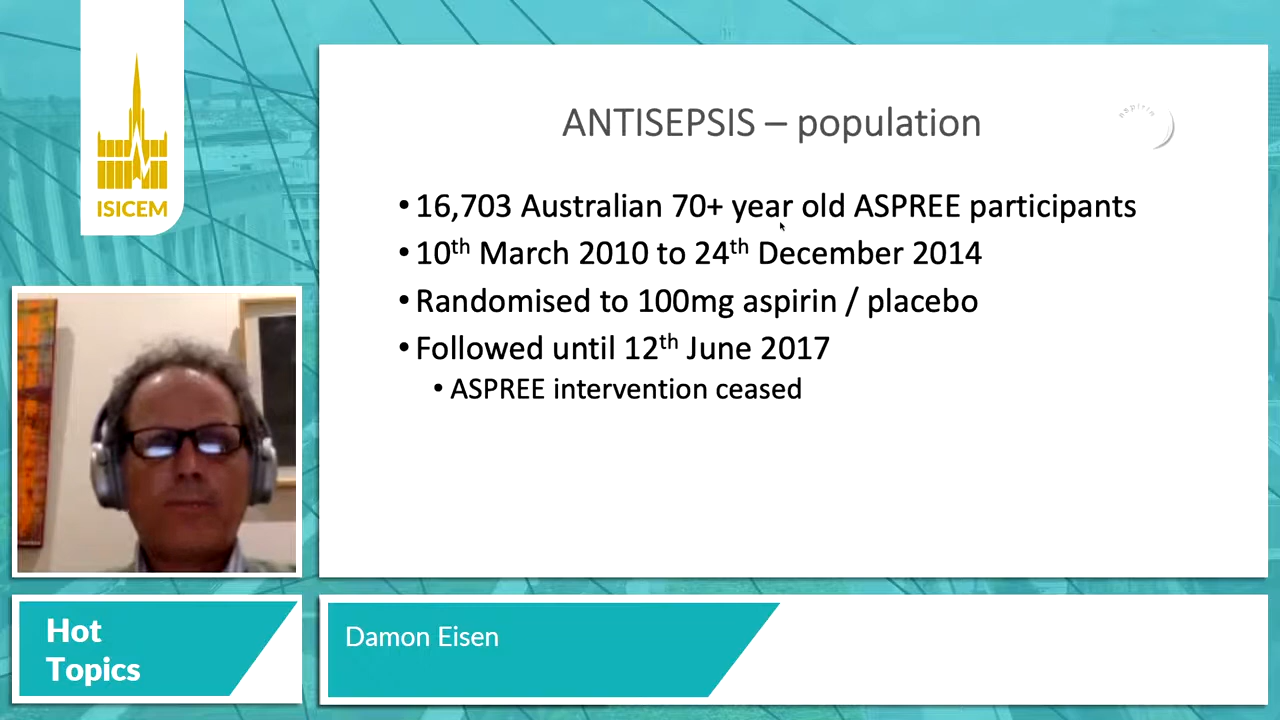 ISICEM
ANTISEPSIS – population
aspirin
• 16,703 Australian 70+ year old ASPREE participants
• 10th March 2010 to 24th December 2014
• Randomised to 100mg aspirin / placebo
• Followed until 12th June 2017
• ASPREE intervention ceased
Hot
Topics
Damon Eisen